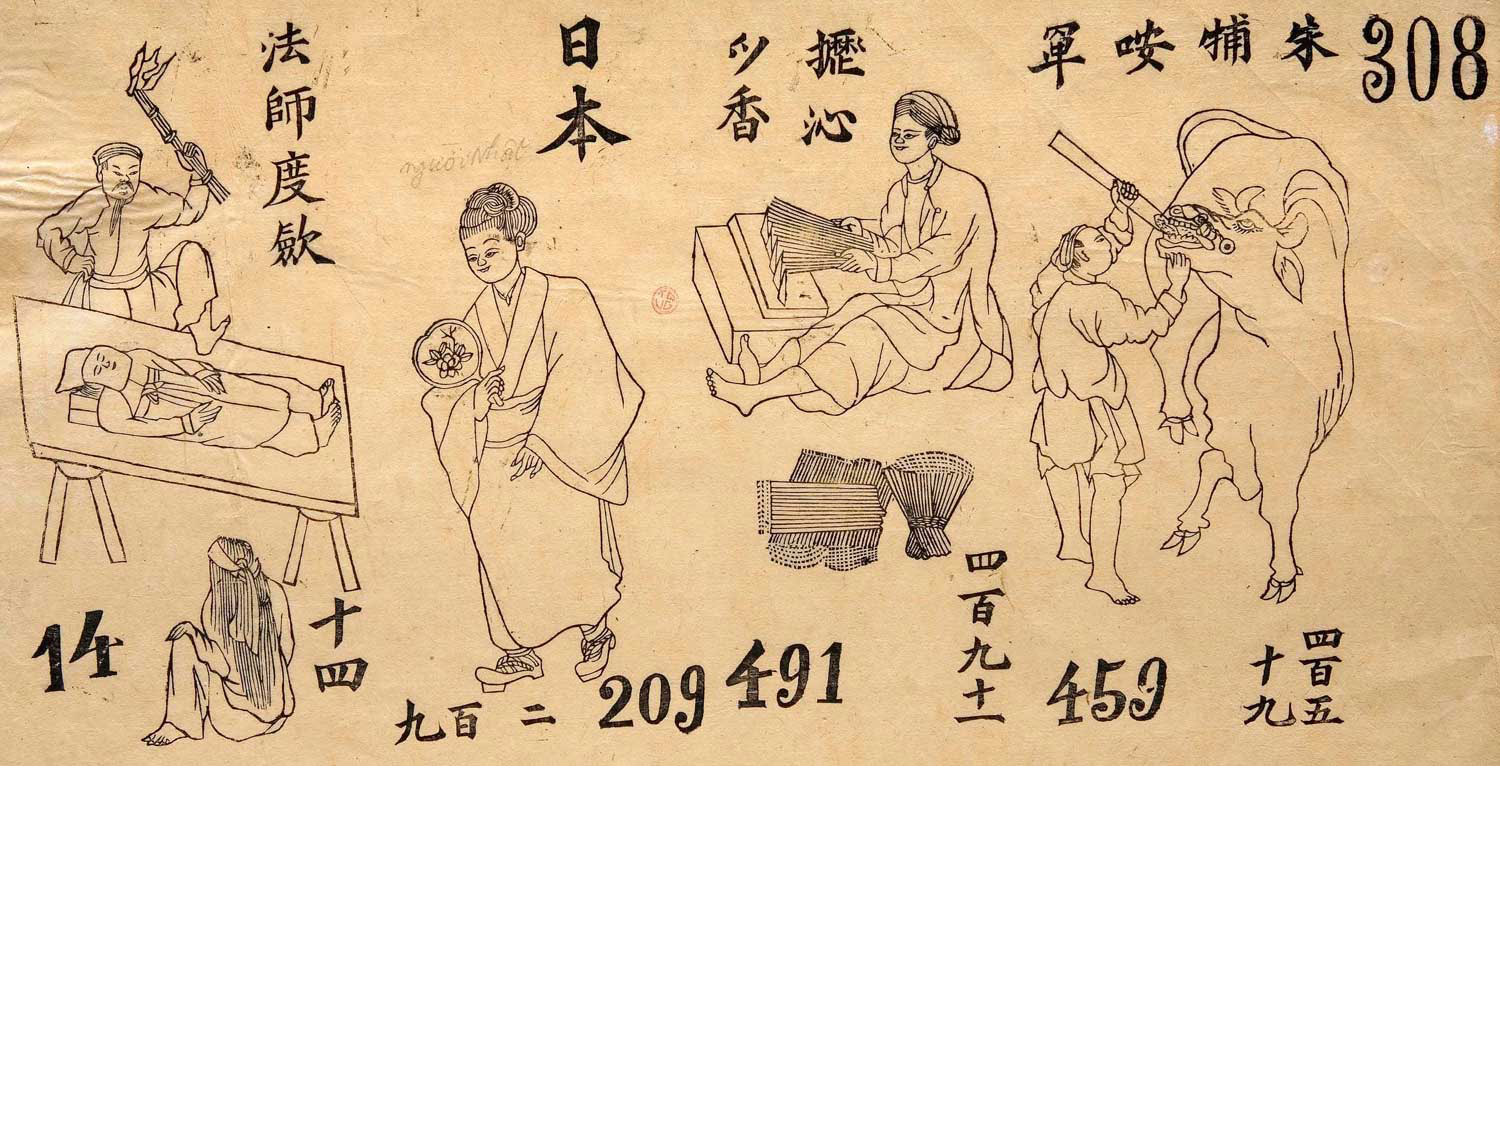 308
朱𤙭咹軍
攊沁
香
日本
người Nhật
法師度歛
四百五
十九
459
四百九十一
491
209
二百九
十四
14